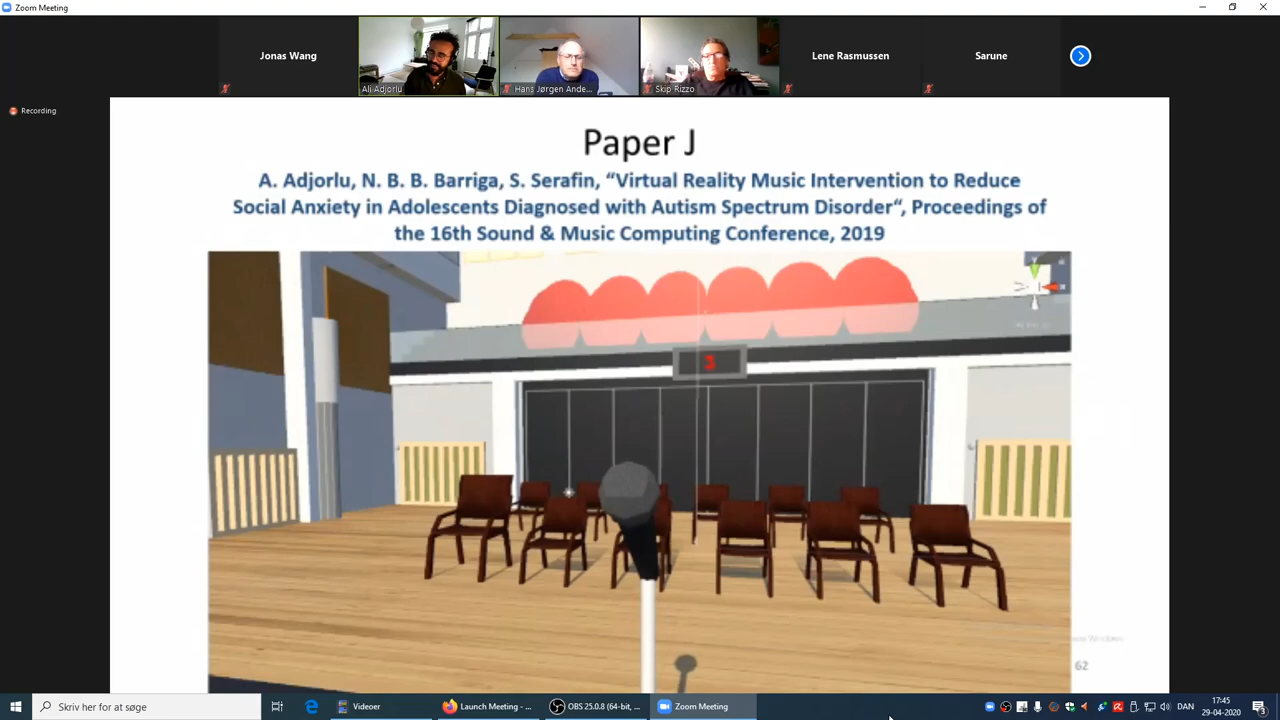 Zoom Meeting
Jonas Wang
Ali Adjorlu
Hans Jørgen Ande...
Skip Rizzo
Lene Rasmussen
Sarune
Recording
Paper J
A. Adjorlu, N. B. B. Barriga, S. Serafin, “Virtual Reality Music Intervention to Reduce
Social Anxiety in Adolescents Diagnosed with Autism Spectrum Disorder“, Proceedings of
the 16th Sound & Music Computing Conference, 2019
3
62
Skriv her for at søge
Videoer
Launch Meeting - ...
OBS 25.0.8 (64-bit, ...
Zoom Meeting
DAN
17:45
29-04-2020
3